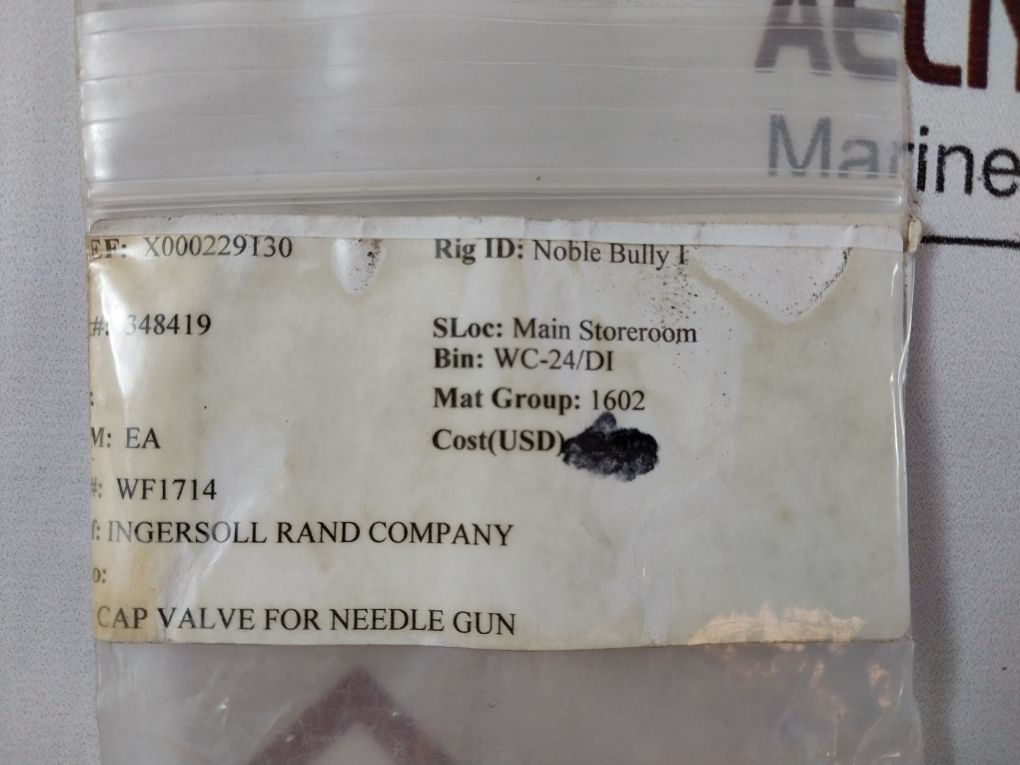 Marine
EF: X000229130 Rig ID: Noble Bully I
#: 348419 SLoc: Main Storeroom
Bin: WC-24/DI
: Mat Group: 1602
M: EA Cost(USD)
#: WF1714
f: INGERSOLL RAND COMPANY
o:
CAP VALVE FOR NEEDLE GUN